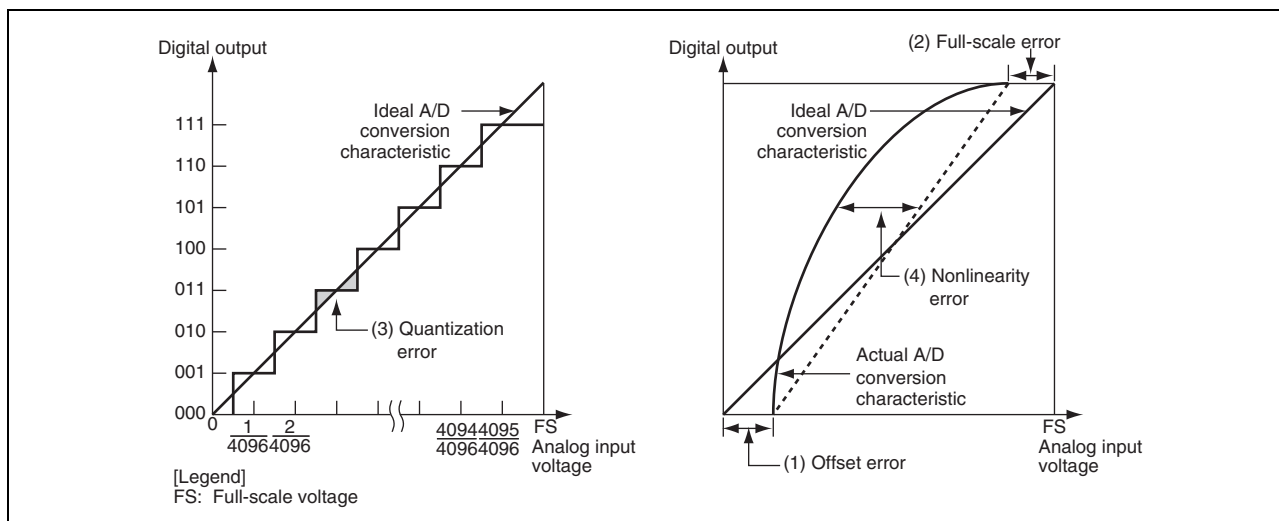 Digital output
111
110
101
100
011
010
001
000
Ideal A/D
conversion
characteristic
(3) Quantization
error
0
1
4096
2
4096
4094
4096
4095
4096
FS
Analog input
voltage
[Legend]
FS: Full-scale voltage
Digital output
(2) Full-scale error
Ideal A/D
conversion
characteristic
(4) Nonlinearity
error
Actual A/D
conversion
characteristic
FS
Analog input
voltage
(1) Offset error